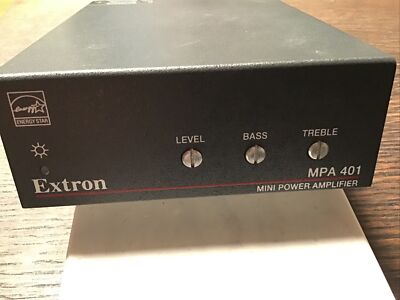 ENERGY STAR
LEVEL BASS TREBLE
Extron
MPA 401
MINI POWER AMPLIFIER